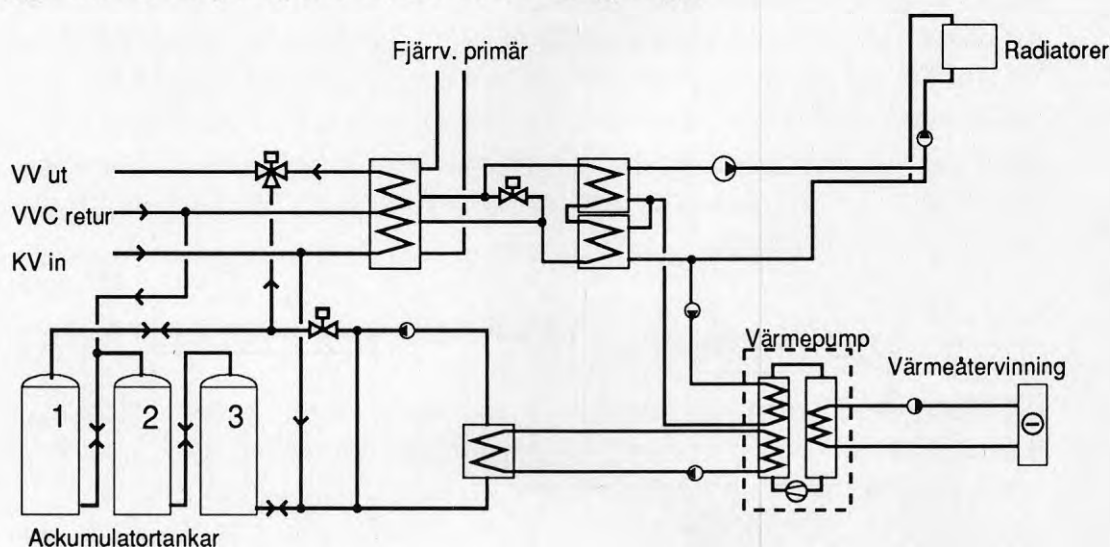 Fjärrv. primär
Radiatorer
VV ut
VVC retur
KV in
Värmepump
Värmeåtervinning
1
2
3
Ackumulatortankar